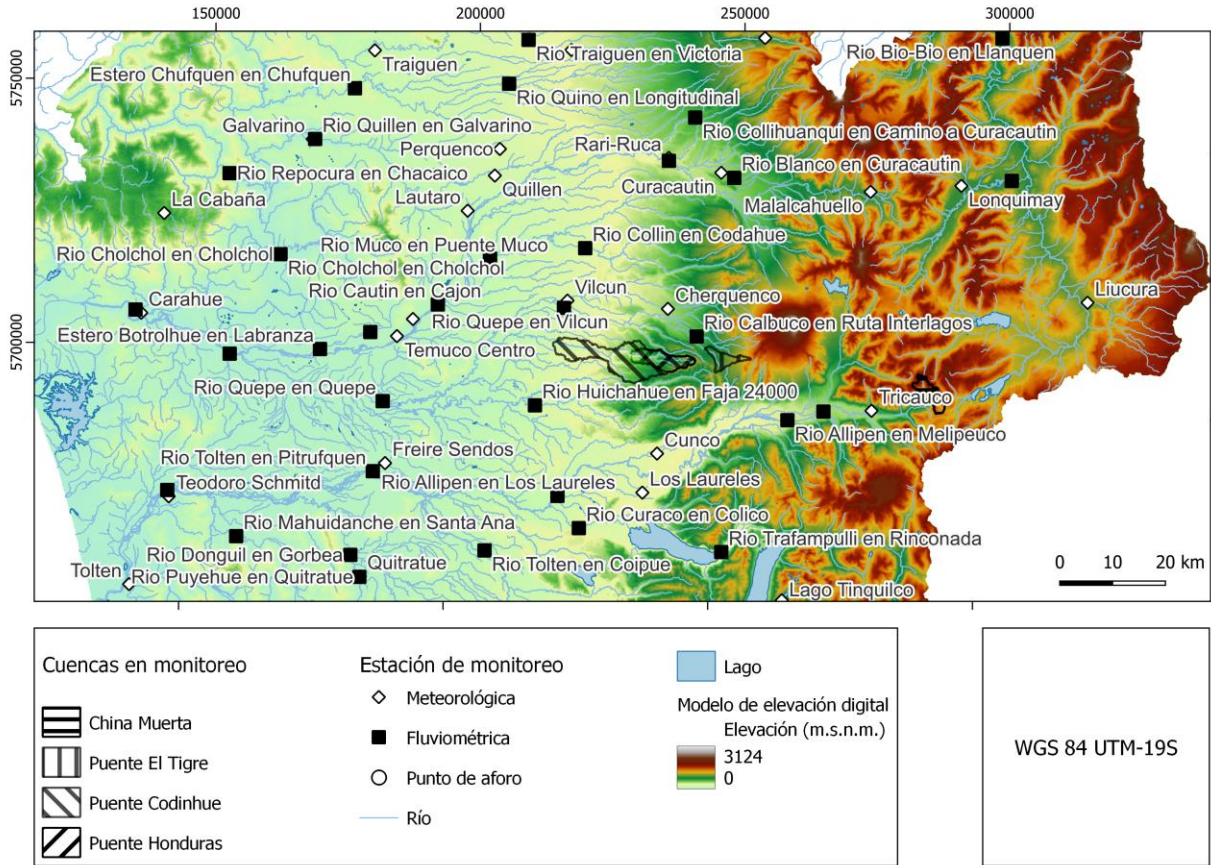 150000
200000
250000
300000
5750000
5700000
Rio Traiguen en Victoria
Rio Bio-Bio en Llanquen
Traiguen
Estero Chufquen en Chufquen
Rio Quino en Longitudinal
Galvarino
Rio Quillen en Galvarino
Rio Collihuanqui en Camino a Curacautin
Perquenco
Rari-Ruca
Rio Blanco en Curacautin
Rio Repocura en Chacaico
Quillen
Curacautin
La Cabaña
Lautaro
Malalcahuello
Lonquimay
Rio Muco en Puente Muco
Rio Collin en Codahue
Rio Cholchol en Cholchol
Rio Cholchol en Cholchol
Rio Cautin en Cajon
Vilcun
Liucura
Carahue
Cherquenco
Rio Quepe en Vilcun
Rio Calbuco en Ruta Interlagos
Estero Botrolhue en Labranza
Temuco Centro
Rio Quepe en Quepe
Rio Huichahue en Faja 24000
Tricauco
Rio Allipen en Melipeuco
Cunco
Freire Sendos
Rio Tolten en Pitrufquen
Rio Allipen en Los Laureles
Los Laureles
Teodoro Schmitd
Rio Curaco en Colico
Rio Mahuidanche en Santa Ana
Rio Trafampulli en Rinconada
Rio Donguil en Gorbea
Quitratue
Rio Tolten en Coipue
Tolten
Rio Puyehue en Quitratue
Lago Tinquilco
0 10 20 km
Cuencas en monitoreo
China Muerta
Puente El Tigre
Puente Codinhue
Puente Honduras
Estación de monitoreo
Meteorológica
Fluviométrica
Punto de aforo
Río
Lago
Modelo de elevación digital
Elevación (m.s.n.m.)
3124
0
WGS 84 UTM-19S